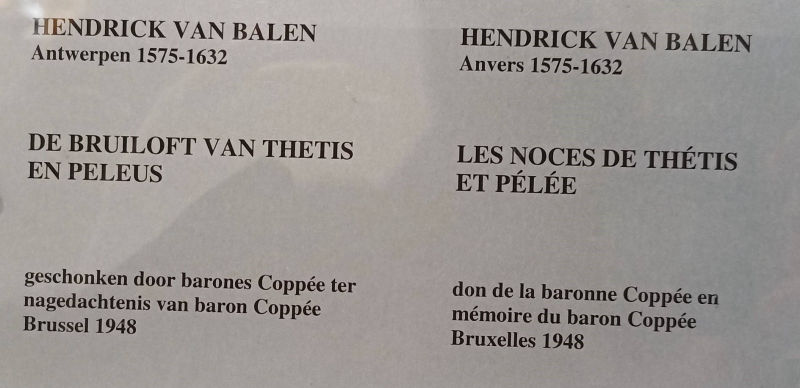 HENDRICK VAN BALEN
Antwerpen 1575-1632
DE BRUILOFT VAN THETIS
EN PELEUS
geschonken door barones Coppée ter
nagedachtenis van baron Coppée
Brussel 1948
HENDRICK VAN BALEN
Anvers 1575-1632
LES NOCES DE THÉTIS
ET PÉLÉE
don de la baronne Coppée en
mémoire du baron Coppée
Bruxelles 1948